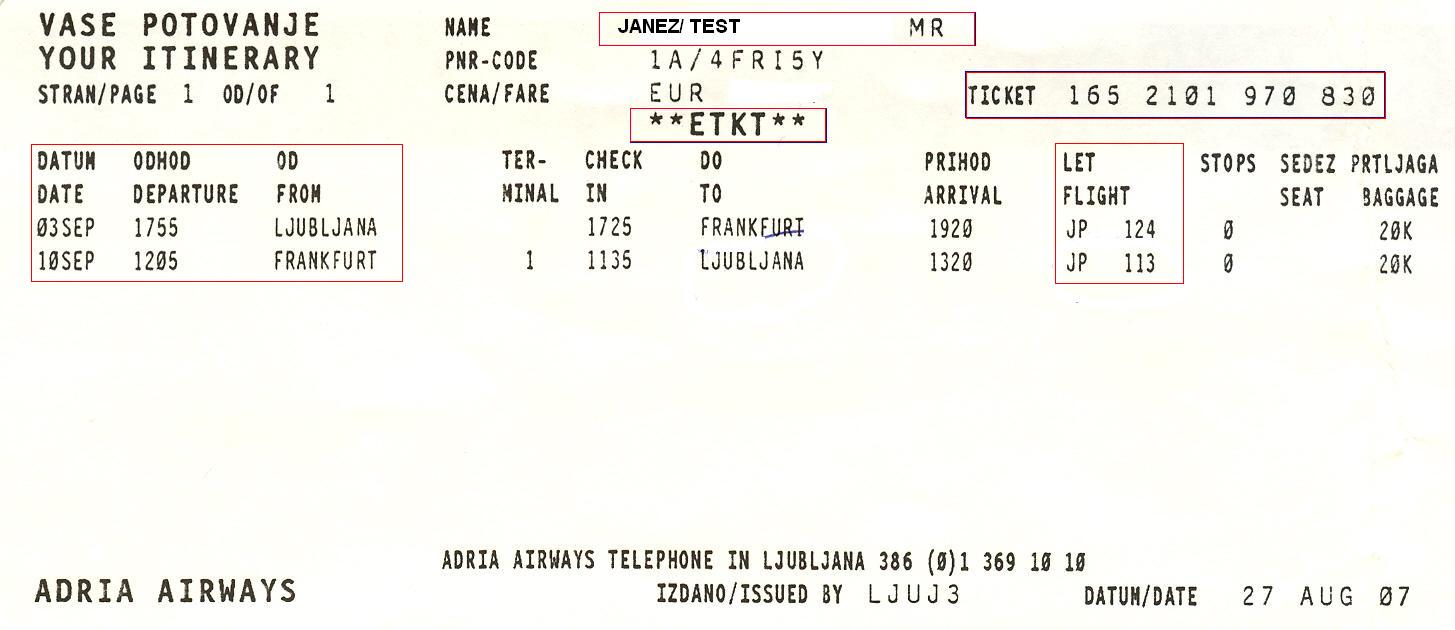 VASE POTOVANJE NAME JANEZ/ TEST MR
YOUR ITINERARY PNR-CODE 1A/4FRI5Y
STRAN/PAGE 1 OD/OF 1 CENA/FARE EUR TICKET 165 2101 970 830
**ETKT**
DATUM ODHOD OD TER- CHECK DO PRIHOD LET STOPS SEDEZ PRTLJAGA
DATE DEPARTURE FROM MINAL IN TO ARRIVAL FLIGHT SEAT BAGGAGE
03SEP 1755 LJUBLJANA 1725 FRANKFURT 1920 JP 124 0 20K
10SEP 1205 FRANKFURT 1 1135 LJUBLJANA 1320 JP 113 0 20K
ADRIA AIRWAYS TELEPHONE IN LJUBLJANA 386 (0)1 369 10 10
ADRIA AIRWAYS IZDANO/ISSUED BY LJUJ3 DATUM/DATE 27 AUG 07